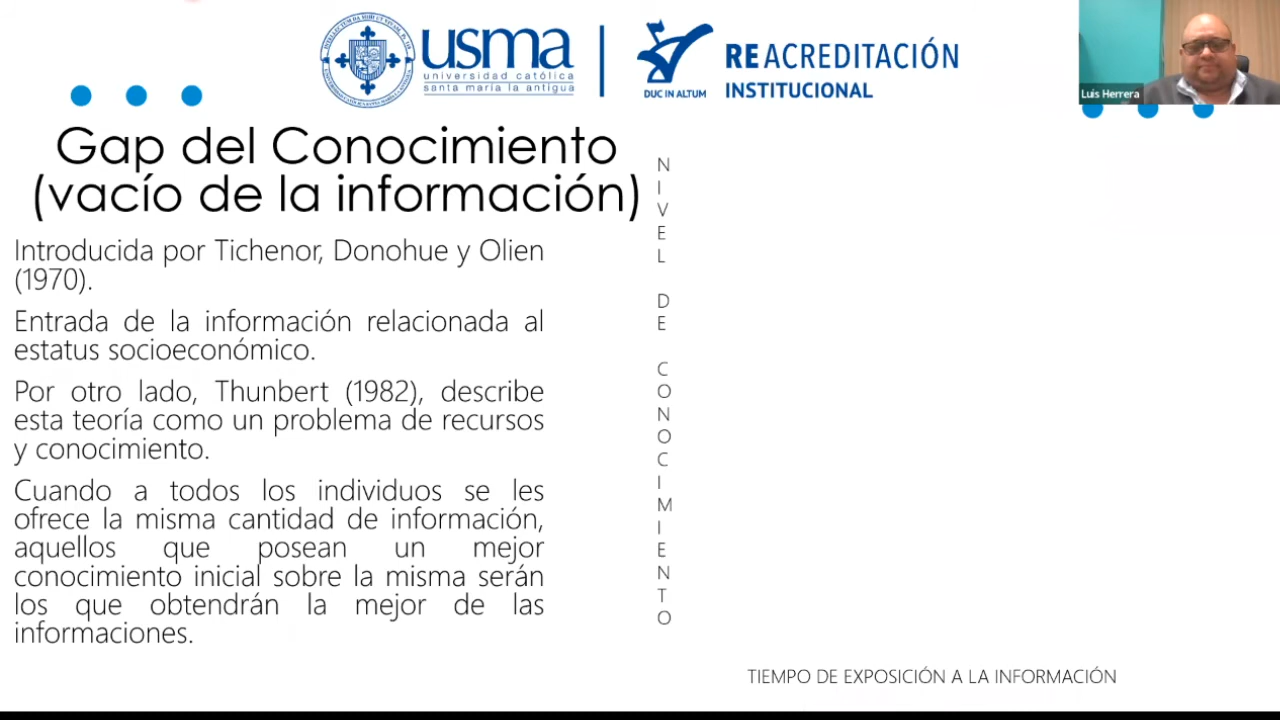 usma
universidad católica
santa maría la antigua
DUC IN ALTUM
REACREDITACIÓN
INSTITUCIONAL
Luis Herrera
Gap del Conocimiento
(vacío de la información)
Introducida por Tichenor, Donohue y Olien
(1970).
Entrada de la información relacionada al
estatus socioeconómico.
Por otro lado, Thunbert (1982), describe
esta teoría como un problema de recursos
y conocimiento.
Cuando a todos los individuos se les
ofrece la misma cantidad de información,
aquellos que posean un mejor
conocimiento inicial sobre la misma serán
los que obtendrán la mejor de las
informaciones.
NIVEL DE CONOCIMIENTO
TIEMPO DE EXPOSICIÓN A LA INFORMACIÓN